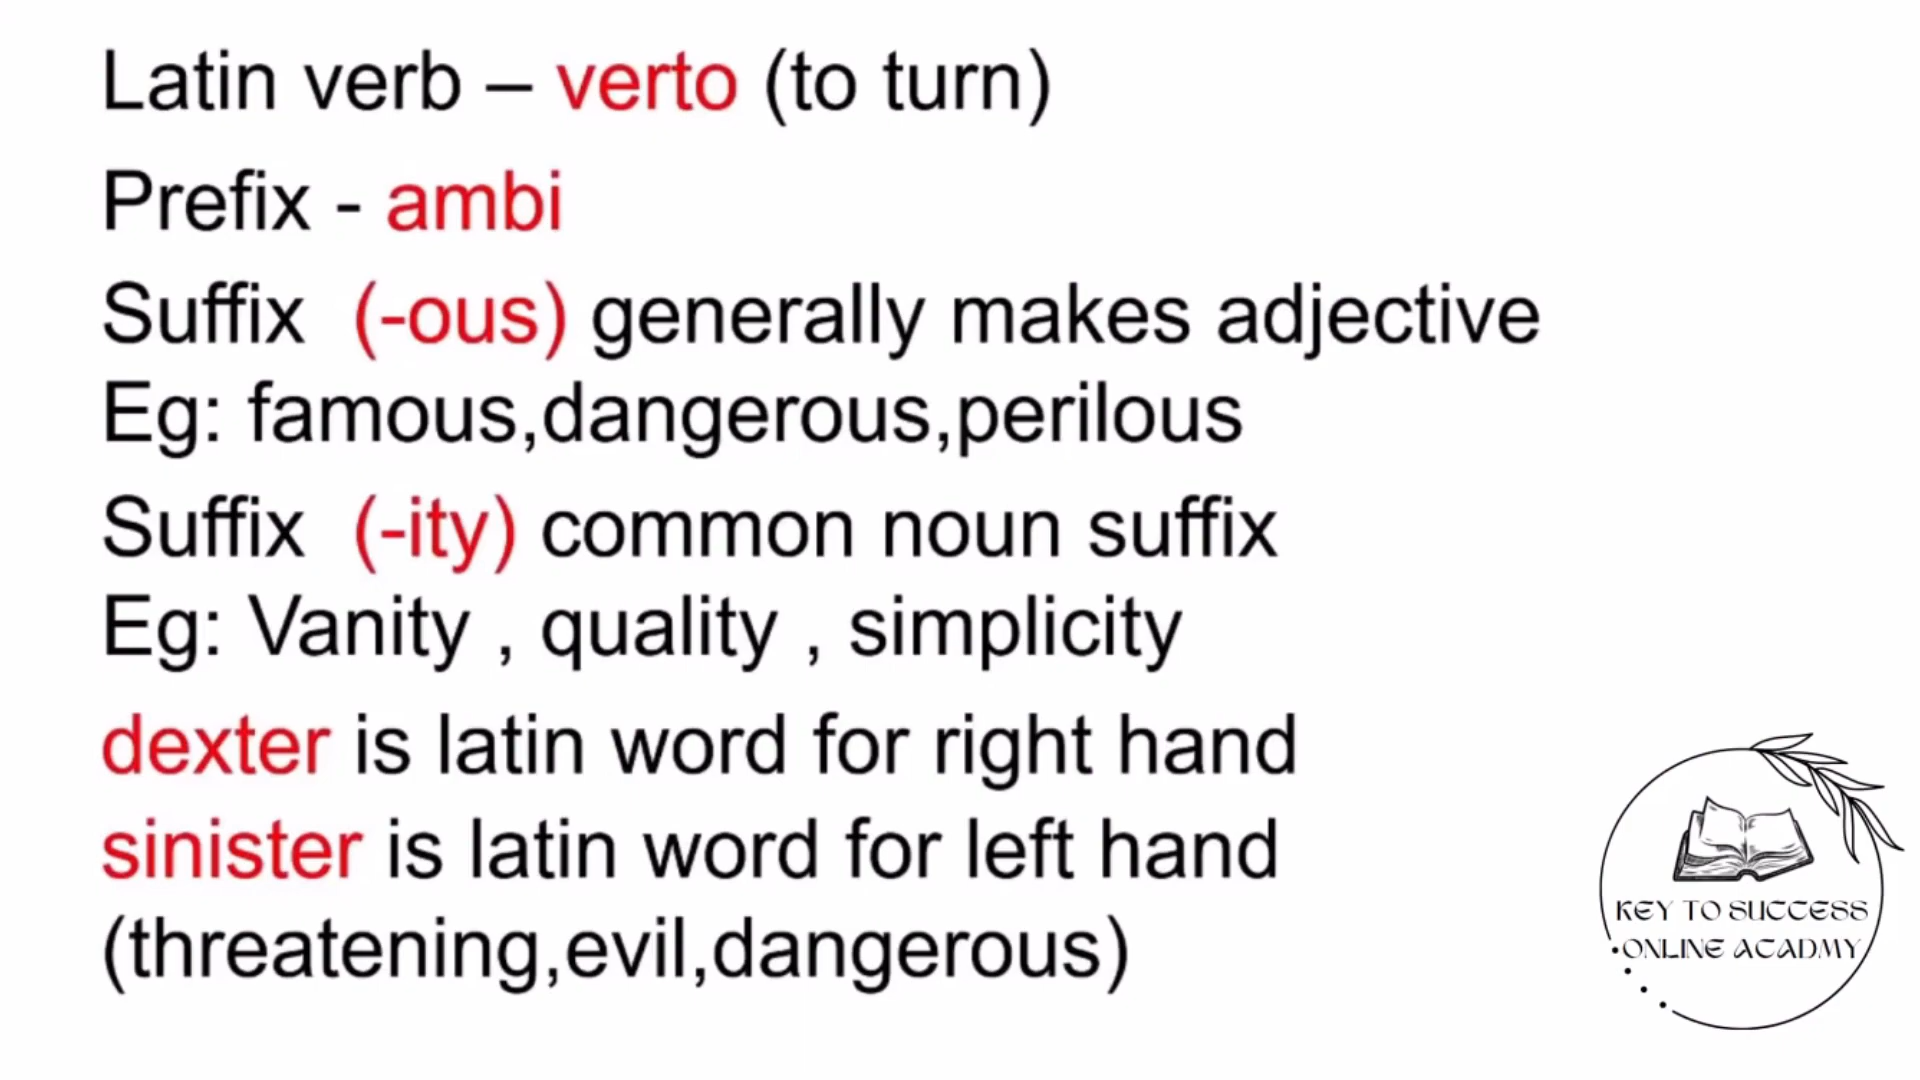 Latin verb – verto (to turn)
Prefix - ambi
Suffix (-ous) generally makes adjective
Eg: famous,dangerous,perilous
Suffix (-ity) common noun suffix
Eg: Vanity , quality , simplicity
dexter is latin word for right hand
sinister is latin word for left hand
(threatening,evil,dangerous)
KEY TO SUCCESS
ONLINE ACADMY